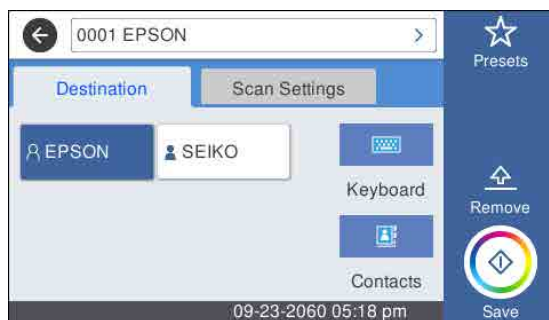 0001 EPSON
Presets
Destination
Scan Settings
EPSON
SEIKO
Keyboard
Remove
Contacts
09-23-2060 05:18 pm
Save